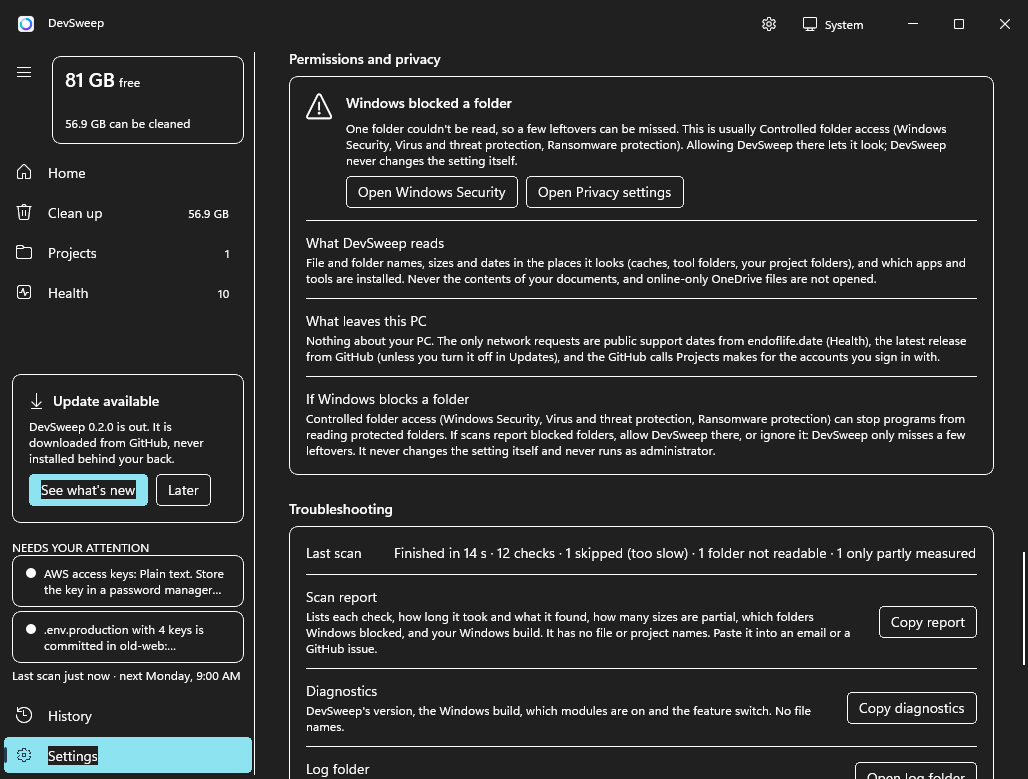 DevSweep
System
81 GB free
56.9 GB can be cleaned
Home
Clean up 56.9 GB
Projects 1
Health 10
Update available
DevSweep 0.2.0 is out. It is
downloaded from GitHub, never
installed behind your back.
See what's new
Later
NEEDS YOUR ATTENTION
AWS access keys: Plain text. Store
the key in a password manager...
.env.production with 4 keys is
committed in old-web:...
Last scan just now · next Monday, 9:00 AM
History
Settings
Permissions and privacy
Windows blocked a folder
One folder couldn't be read, so a few leftovers can be missed. This is usually Controlled folder access (Windows
Security, Virus and threat protection, Ransomware protection). Allowing DevSweep there lets it look; DevSweep
never changes the setting itself.
Open Windows Security
Open Privacy settings
What DevSweep reads
File and folder names, sizes and dates in the places it looks (caches, tool folders, your project folders), and which apps and
tools are installed. Never the contents of your documents, and online-only OneDrive files are not opened.
What leaves this PC
Nothing about your PC. The only network requests are public support dates from endoflife.date (Health), the latest release
from GitHub (unless you turn it off in Updates), and the GitHub calls Projects makes for the accounts you sign in with.
If Windows blocks a folder
Controlled folder access (Windows Security, Virus and threat protection, Ransomware protection) can stop programs from
reading protected folders. If scans report blocked folders, allow DevSweep there, or ignore it: DevSweep only misses a few
leftovers. It never changes the setting itself and never runs as administrator.
Troubleshooting
Last scan Finished in 14 s · 12 checks · 1 skipped (too slow) · 1 folder not readable · 1 only partly measured
Scan report
Lists each check, how long it took and what it found, how many sizes are partial, which folders
Windows blocked, and your Windows build. It has no file or project names. Paste it into an email or a
GitHub issue.
Copy report
Diagnostics
DevSweep's version, the Windows build, which modules are on and the feature switch. No file
names.
Copy diagnostics
Log folder
Open log folder